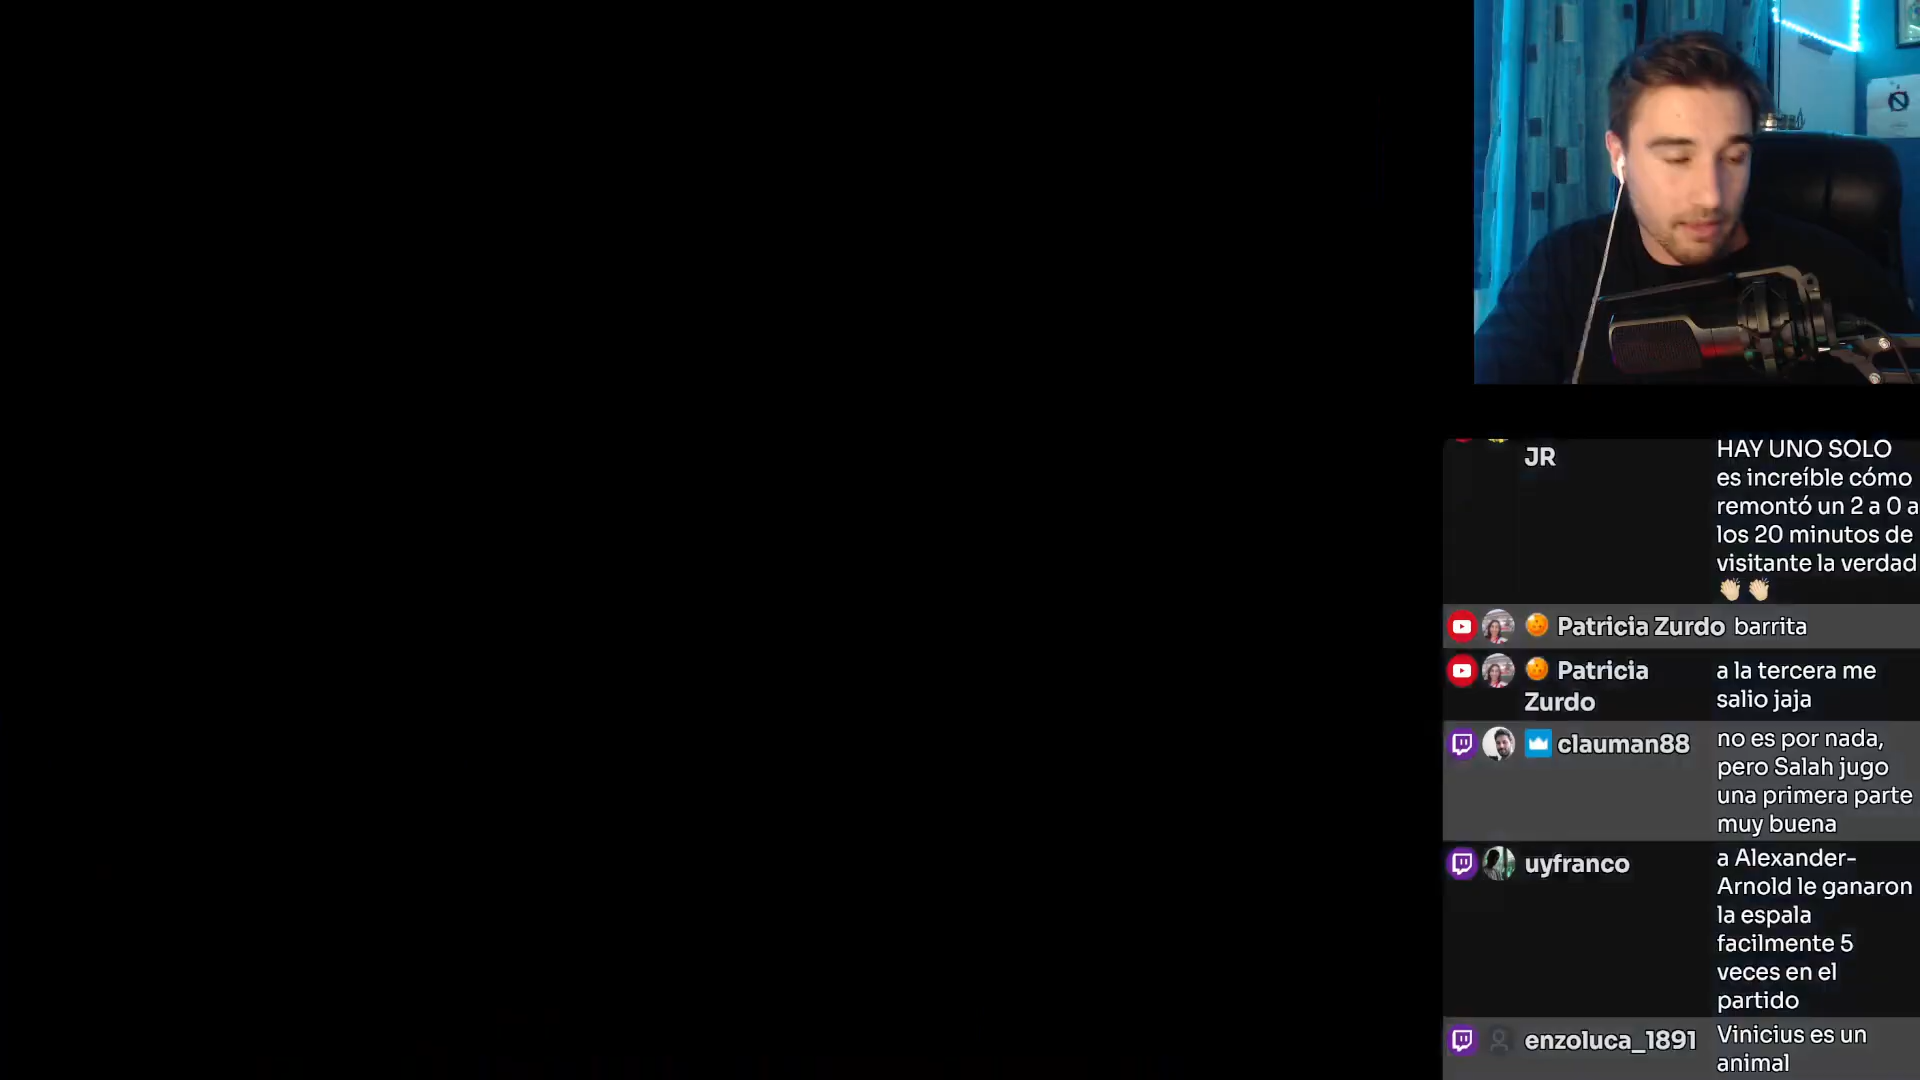 JR
HAY UNO SOLO
es increíble cómo
remontó un 2 a 0 a
los 20 minutos de
visitante la verdad
👏🏻 👏🏻
Patricia Zurdo barrita
Patricia
Zurdo
a la tercera me
salio jaja
clauman88
no es por nada,
pero Salah jugo
una primera parte
muy buena
uyfranco
a Alexander-
Arnold le ganaron
la espala
facilmente 5
veces en el
partido
enzoluca_1891
Vinicius es un
animal